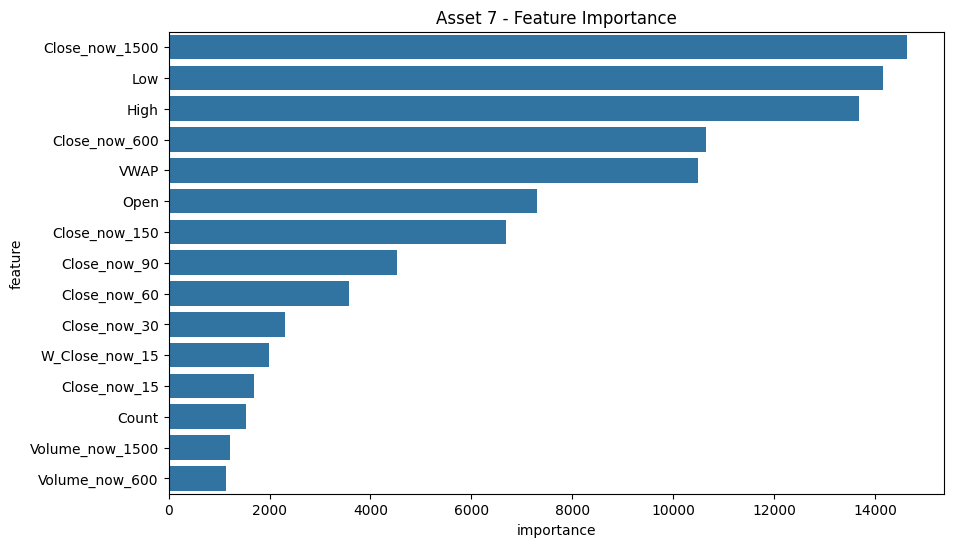 Asset 7 - Feature Importance
Close_now_1500
Low
High
Close_now_600
VWAP
Open
Close_now_150
Close_now_90
Close_now_60
Close_now_30
W_Close_now_15
Close_now_15
Count
Volume_now_1500
Volume_now_600
feature
0 2000 4000 6000 8000 10000 12000 14000
importance